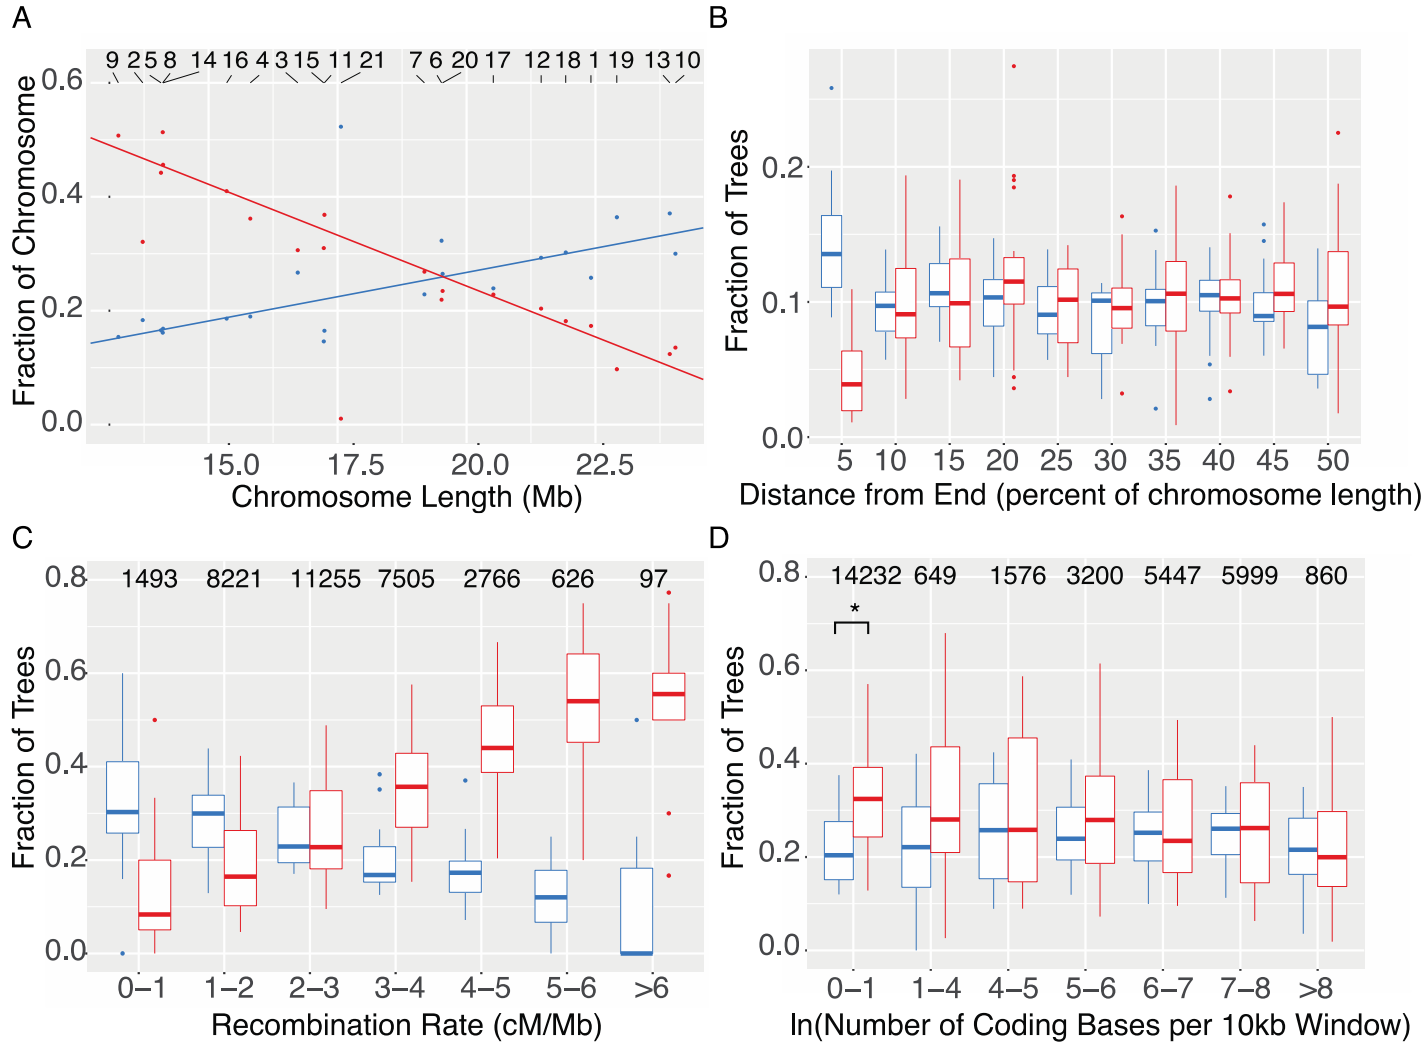 A
9 2 5 8 14 16 4 3 15 11 21 7 6 20 17 12 18 1 19 13 10
0.6
0.4
0.2
0.0
Fraction of Chromosome
15.0 17.5 20.0 22.5
Chromosome Length (Mb)
B
0.2
0.1
0.0
Fraction of Trees
5 10 15 20 25 30 35 40 45 50
Distance from End (percent of chromosome length)
C
1493 8221 11255 7505 2766 626 97
0.8
0.6
0.4
0.2
0.0
Fraction of Trees
0–1 1–2 2–3 3–4 4–5 5–6 >6
Recombination Rate (cM/Mb)
D
14232 649 1576 3200 5447 5999 860
*
0.8
0.6
0.4
0.2
0.0
Fraction of Trees
0–1 1–4 4–5 5–6 6–7 7–8 >8
ln(Number of Coding Bases per 10kb Window)